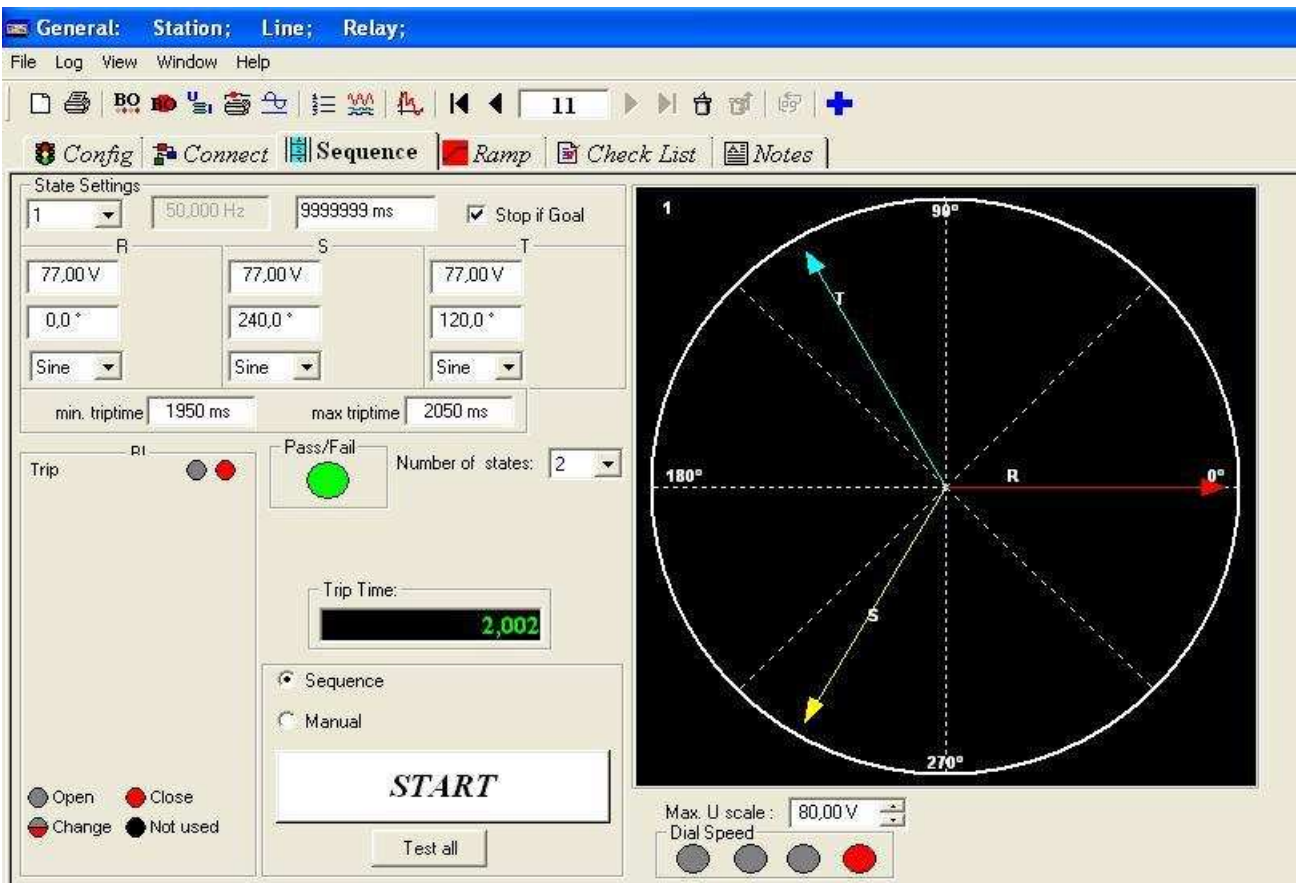 General: Station; Line; Relay;
File Log View Window Help
BO U 11
Config Connect Sequence Ramp Check List Notes
State Settings
1 50,000 Hz 9999999 ms Stop if Goal
R S T
77,00 V 77,00 V 77,00 V
0,0 ° 240,0 ° 120,0 °
Sine Sine Sine
min. triptime 1950 ms max triptime 2050 ms
Trip
Pass/Fail
Number of states: 2
Trip Time:
2,002
Sequence
Manual
START
Test all
Open Close
Change Not used
1
90°
T
180° R 0°
S
270°
Max. U scale : 80,00 V
Dial Speed